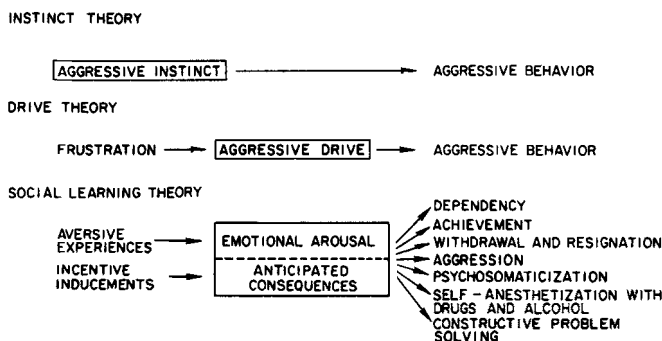 INSTINCT THEORY
AGGRESSIVE INSTINCT AGGRESSIVE BEHAVIOR
DRIVE THEORY
FRUSTRATION AGGRESSIVE DRIVE AGGRESSIVE BEHAVIOR
SOCIAL LEARNING THEORY
AVERSIVE
EXPERIENCES
INCENTIVE
INDUCEMENTS
EMOTIONAL AROUSAL
ANTICIPATED
CONSEQUENCES
DEPENDENCY
ACHIEVEMENT
WITHDRAWAL AND RESIGNATION
AGGRESSION
PSYCHOSOMATICIZATION
SELF-ANESTHETIZATION WITH
DRUGS AND ALCOHOL
CONSTRUCTIVE PROBLEM
SOLVING